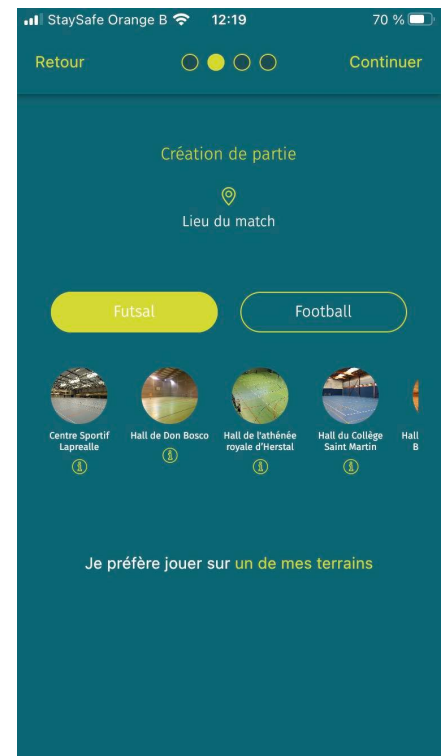 StaySafe Orange B 12:19 70 %
Retour Continuer
Création de partie
Lieu du match
Futsal Football
Centre Sportif
Laprealle
Hall de Don Bosco
Hall de l'athénée
royale d'Herstal
Hall du Collège
Saint Martin
Hall
B
Je préfère jouer sur un de mes terrains